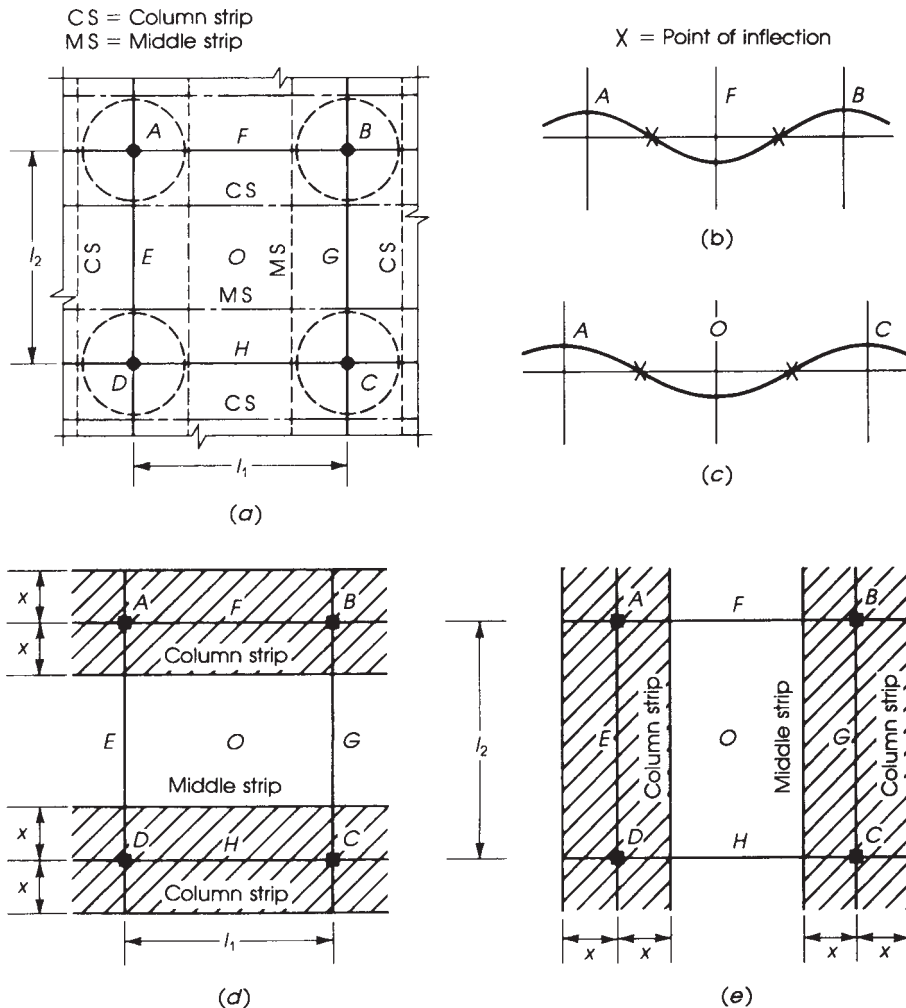 CS = Column strip
MS = Middle strip
X = Point of inflection
A
F
B
CS
l2
CS
E
O
MS
G
CS
MS
D
H
C
CS
l1
(a)
A
F
B
(b)
A
O
C
(c)
x
A
F
B
x
Column strip
E
O
G
Middle strip
x
D
H
C
x
Column strip
l1
(d)
A
F
B
l2
E
Column strip
O
Middle strip
G
Column strip
D
H
C
x
x
x
x
(e)